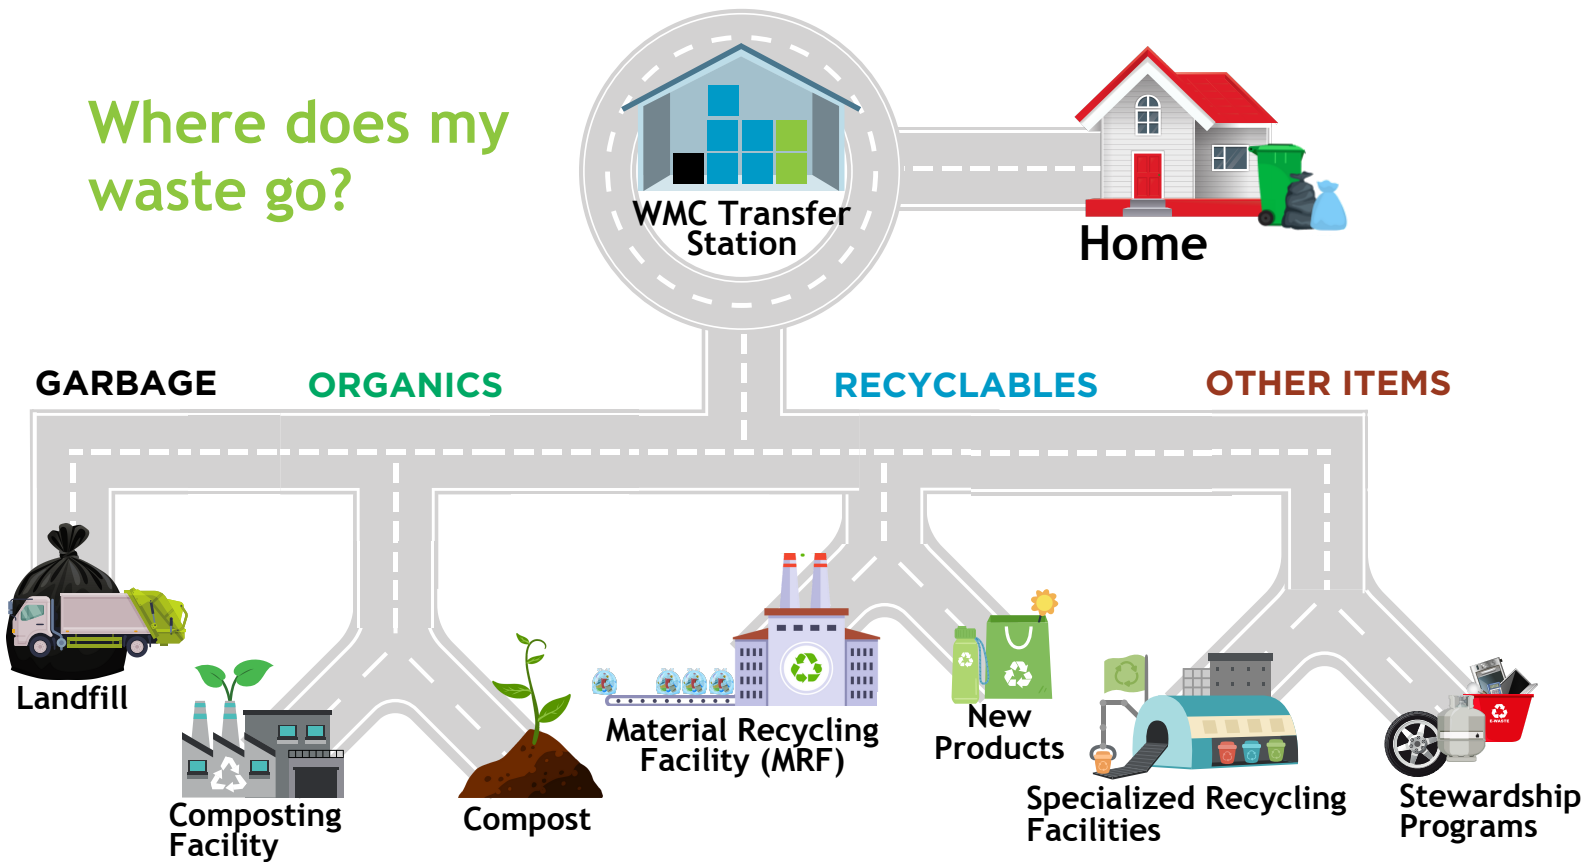 Where does my
waste go?
WMC Transfer
Station
Home
GARBAGE
ORGANICS
RECYCLABLES
OTHER ITEMS
Landfill
Composting
Facility
Compost
Material Recycling
Facility (MRF)
New
Products
Specialized Recycling
Facilities
E-WASTE
Stewardship
Programs